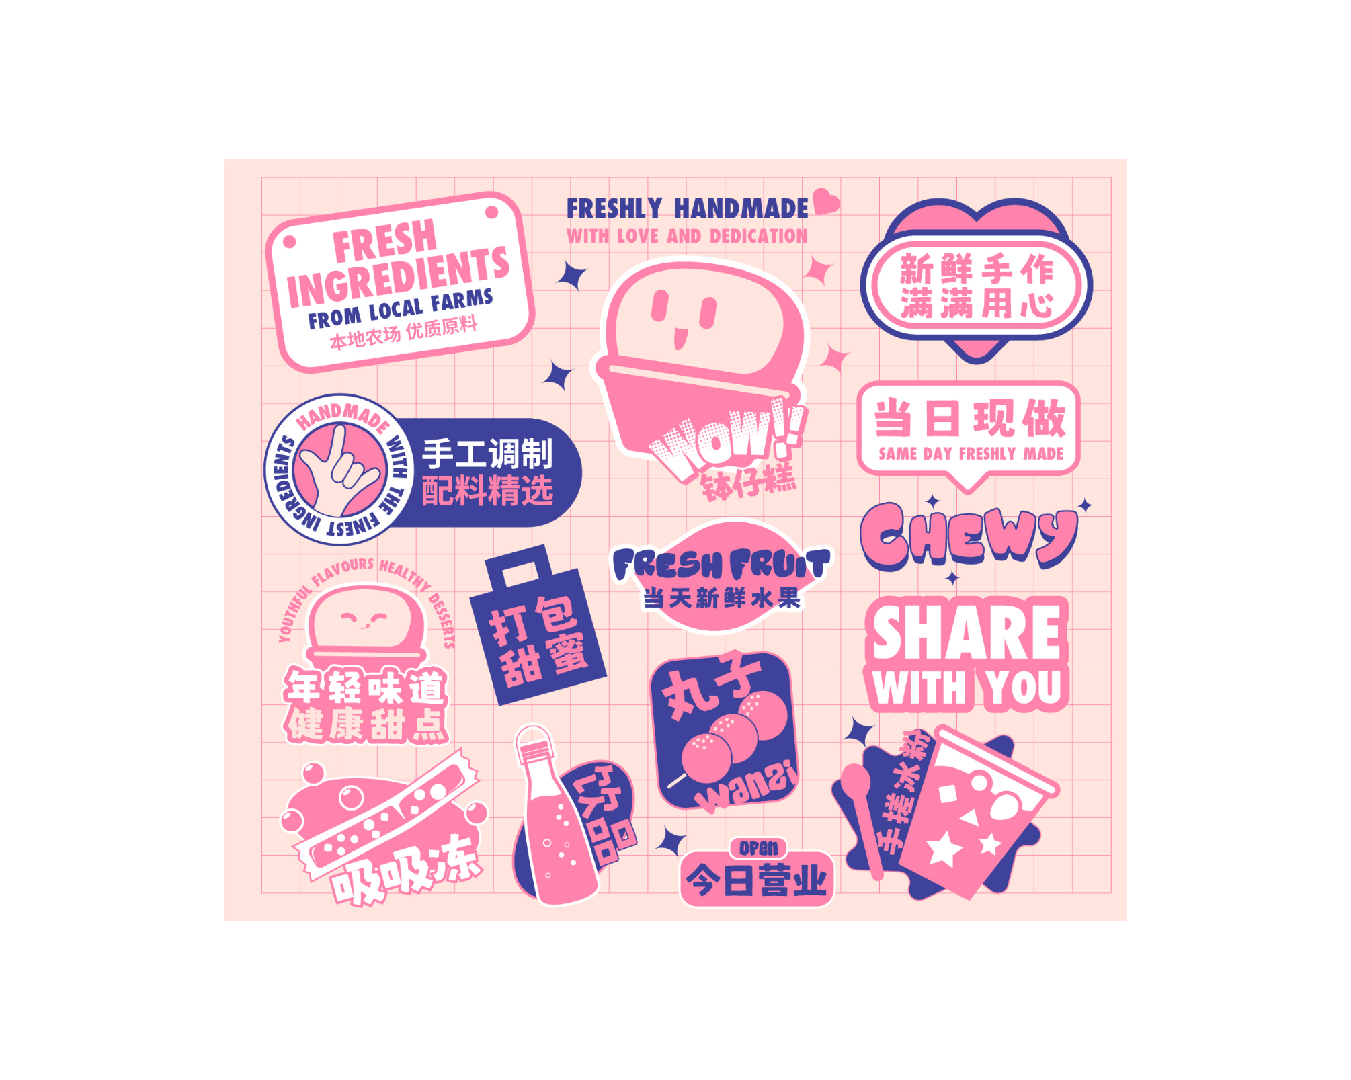 FRESH
INGREDIENTS
FROM LOCAL FARMS
本地农场 优质原料
FRESHLY HANDMADE
WITH LOVE AND DEDICATION
新鲜手作
满满用心
WOW!!
钵仔糕
HANDMADE WITH THE FINEST INGREDIENTS
手工调制
配料精选
当日现做
SAME DAY FRESHLY MADE
CHEWY
FRESH FRUIT
当天新鲜水果
YOUTHFUL FLAVOURS HEALTHY DESSERTS
年轻味道
健康甜点
打包
甜蜜
SHARE
WITH YOU
丸子
Wanzi
吸吸冻
饮品
手搓冰粉
OPEN
今日营业